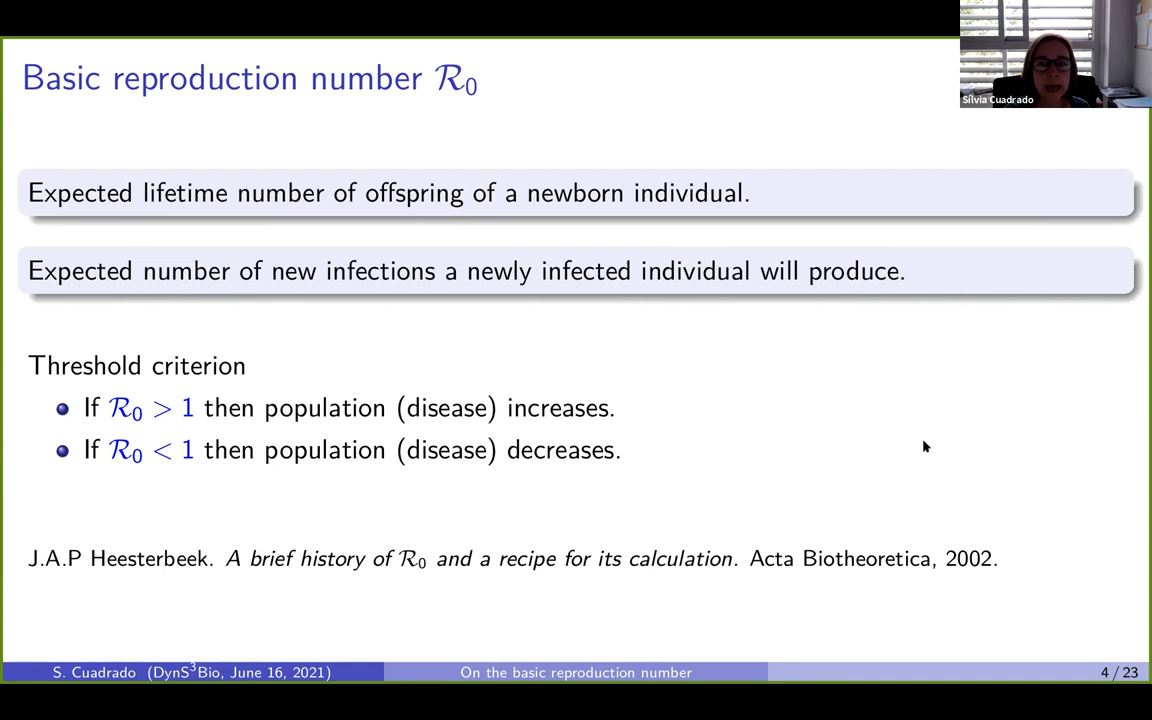 Basic reproduction number ℛ₀
Sílvia Cuadrado
Expected lifetime number of offspring of a newborn individual.
Expected number of new infections a newly infected individual will produce.
Threshold criterion
If ℛ₀ > 1 then population (disease) increases.
If ℛ₀ < 1 then population (disease) decreases.
J.A.P Heesterbeek. A brief history of ℛ₀ and a recipe for its calculation. Acta Biotheoretica, 2002.
S. Cuadrado (DynS³Bio, June 16, 2021) On the basic reproduction number 4 / 23